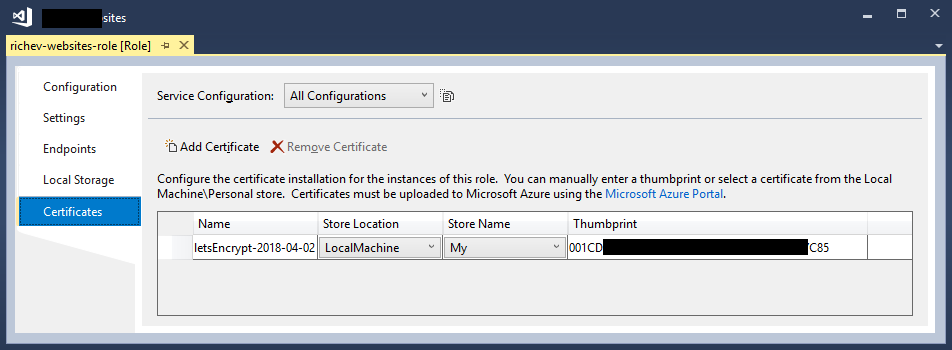 sites
richev-websites-role [Role]
Configuration
Settings
Endpoints
Local Storage
Certificates
Service Configuration: All Configurations
Add Certificate Remove Certificate
Configure the certificate installation for the instances of this role. You can manually enter a thumbprint or select a certificate from the Local
Machine\Personal store. Certificates must be uploaded to Microsoft Azure using the Microsoft Azure Portal.
Name Store Location Store Name Thumbprint
letsEncrypt-2018-04-02 LocalMachine My 001CD C85